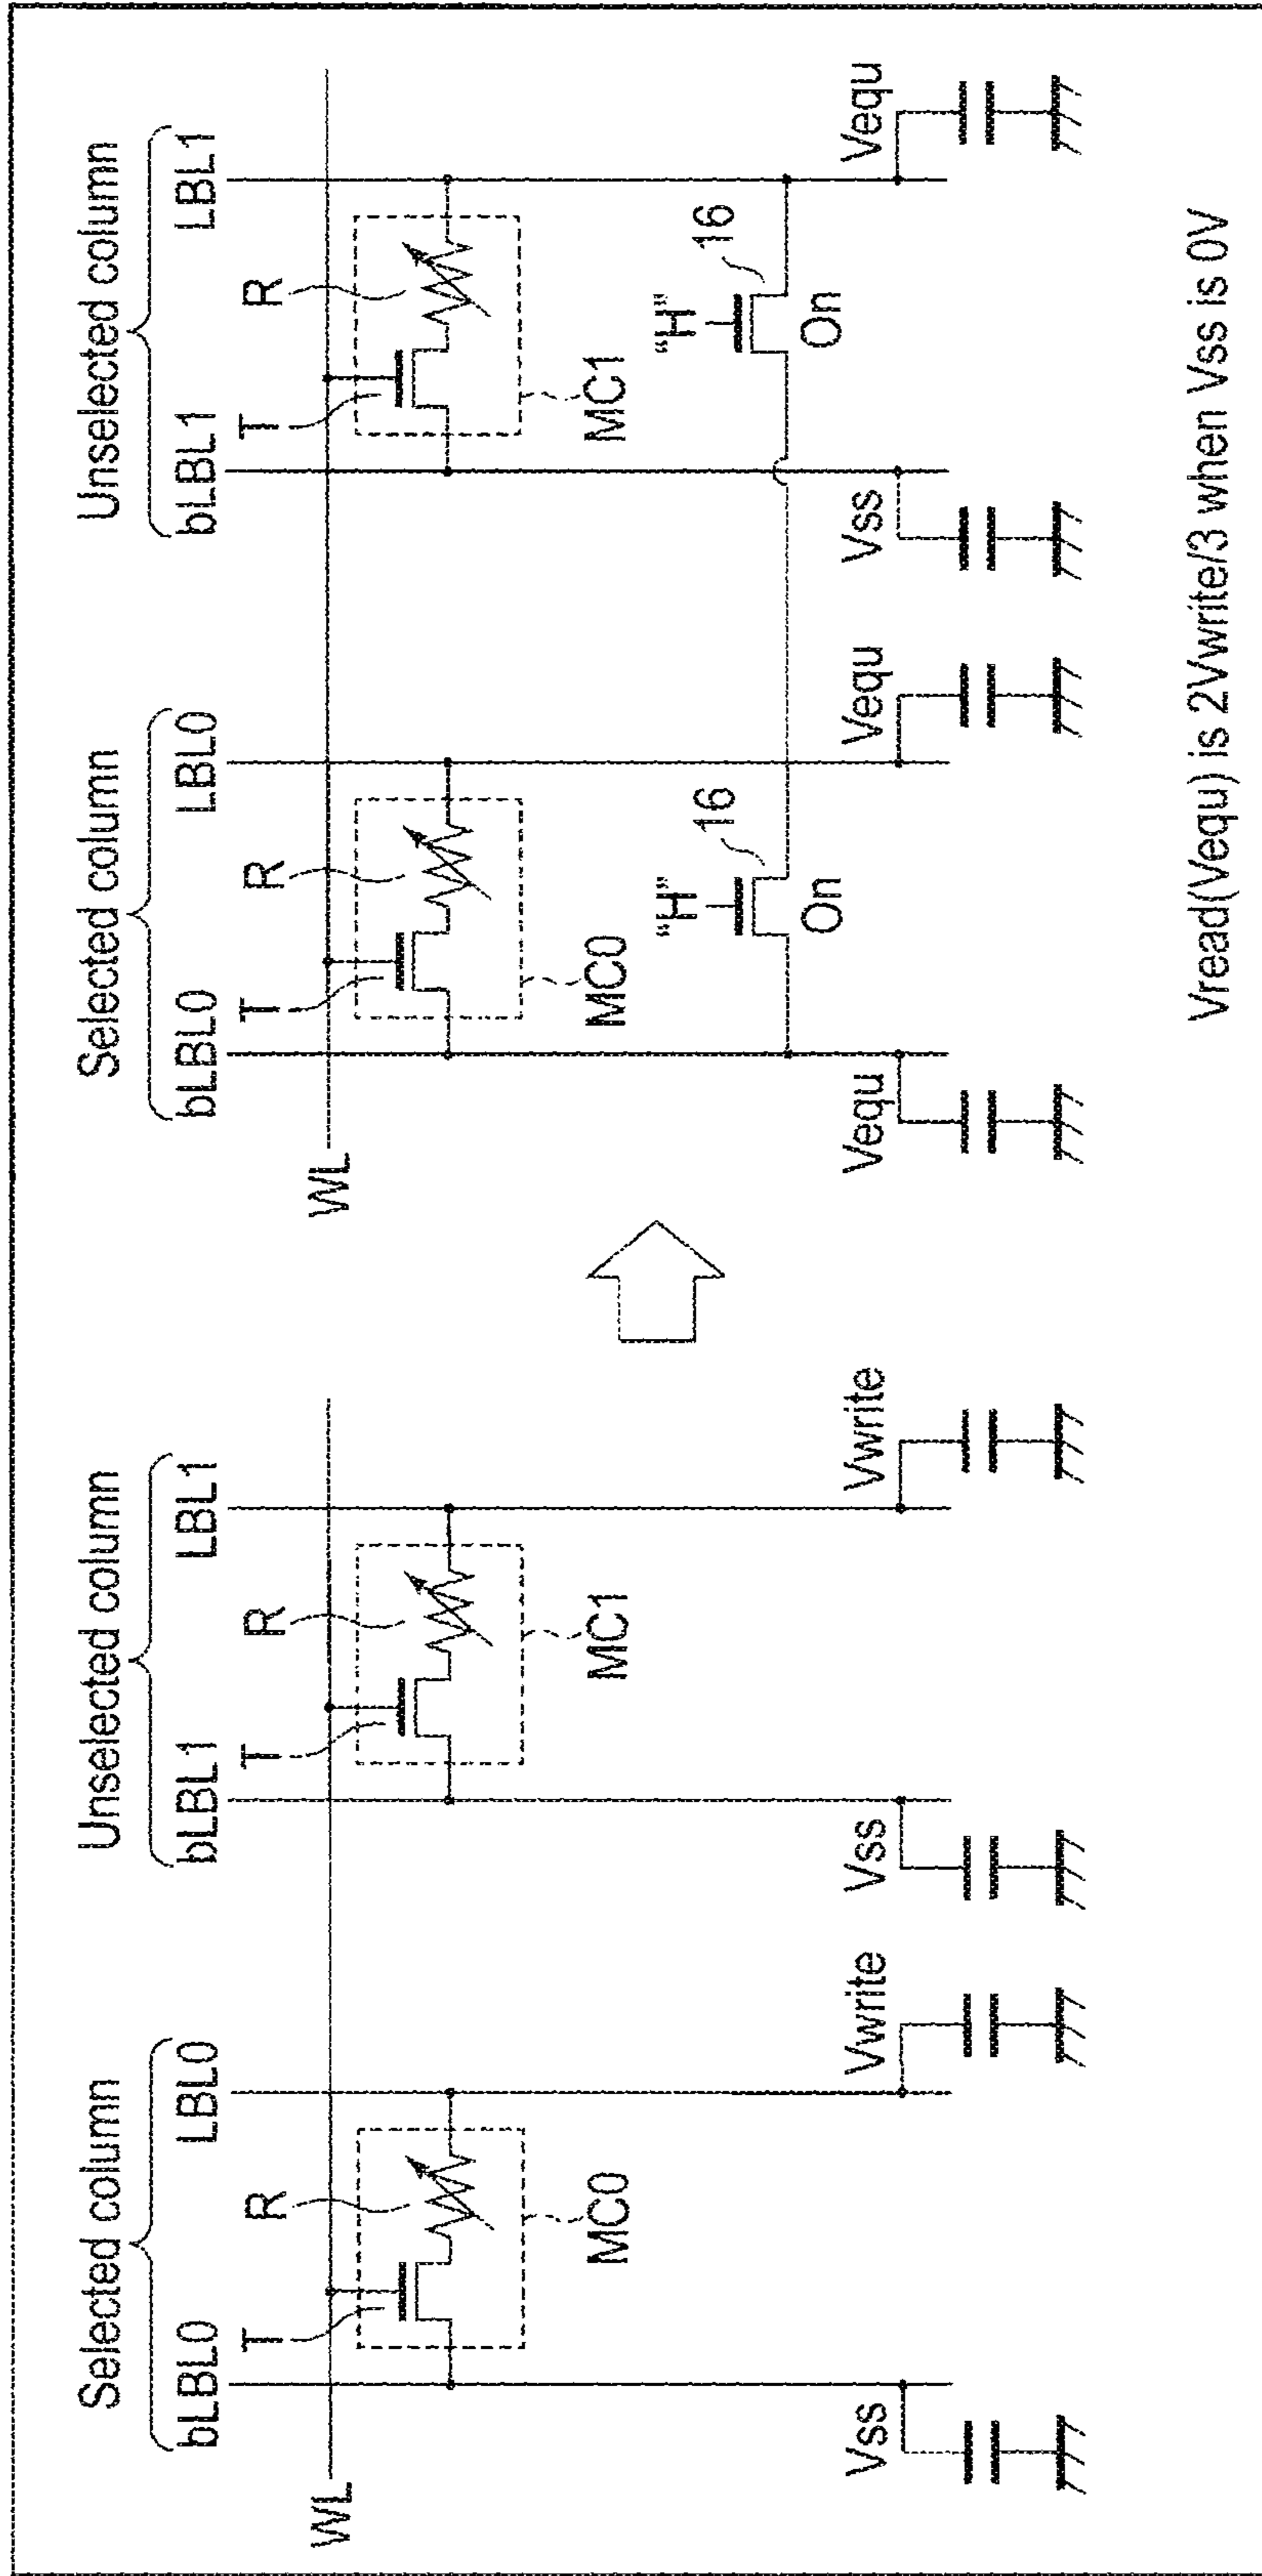 Selected column
Unselected column
bLBL0 LBL0 bLBL1 LBL1
T R T R
WL
MC0 MC1
Vss Vwrite Vss Vwrite
Selected column
Unselected column
bLBL0 LBL0 bLBL1 LBL1
T R T R
WL
MC0 MC1
“H” 16 “H” 16
On On
Vequ Vequ Vss Vequ
Vread(Vequ) is 2Vwrite/3 when Vss is 0V